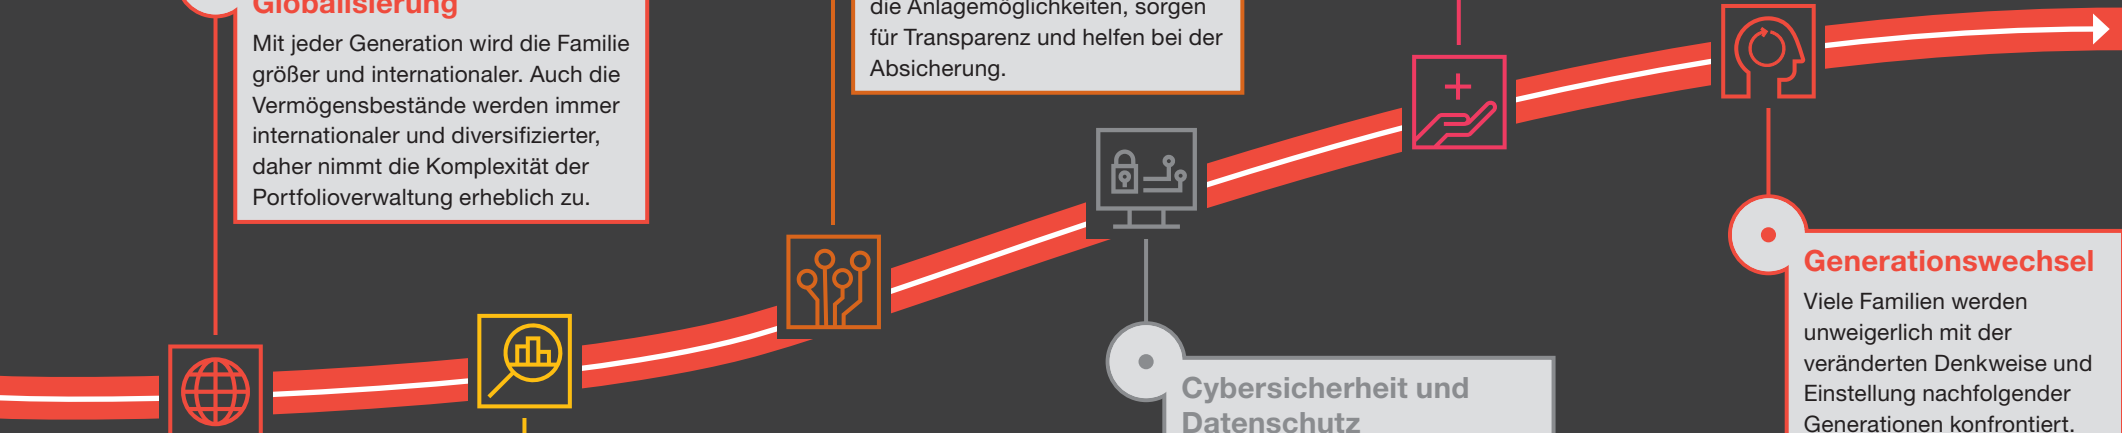 Globalisierung
Mit jeder Generation wird die Familie
größer und internationaler. Auch die
Vermögensbestände werden immer
internationaler und diversifizierter,
daher nimmt die Komplexität der
Portfolioverwaltung erheblich zu.
die Anlagemöglichkeiten, sorgen
für Transparenz und helfen bei der
Absicherung.
Cybersicherheit und
Datenschutz
Generationswechsel
Viele Familien werden
unweigerlich mit der
veränderten Denkweise und
Einstellung nachfolgender
Generationen konfrontiert.